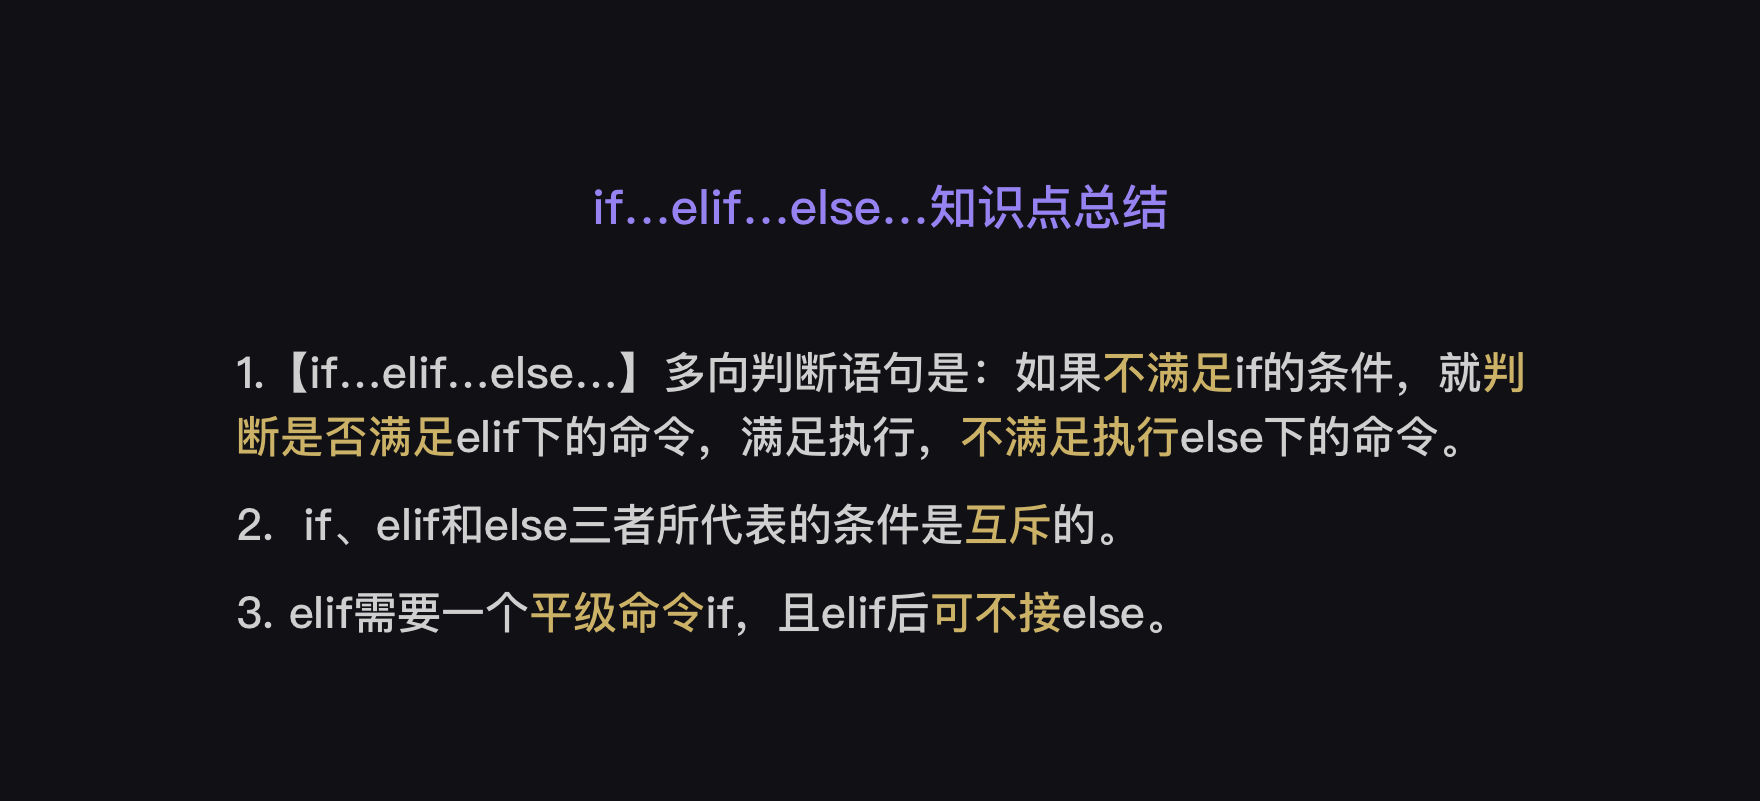 if…elif…else…知识点总结
1.【if…elif…else…】多向判断语句是：如果不满足if的条件，就判
断是否满足elif下的命令，满足执行，不满足执行else下的命令。
2. if、elif和else三者所代表的条件是互斥的。
3. elif需要一个平级命令if，且elif后可不接else。